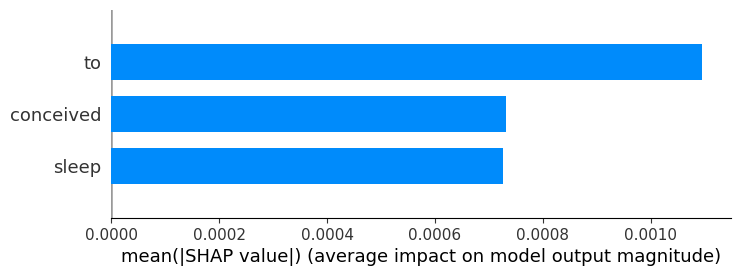 to
conceived
sleep
0.0000 0.0002 0.0004 0.0006 0.0008 0.0010
mean(|SHAP value|) (average impact on model output magnitude)